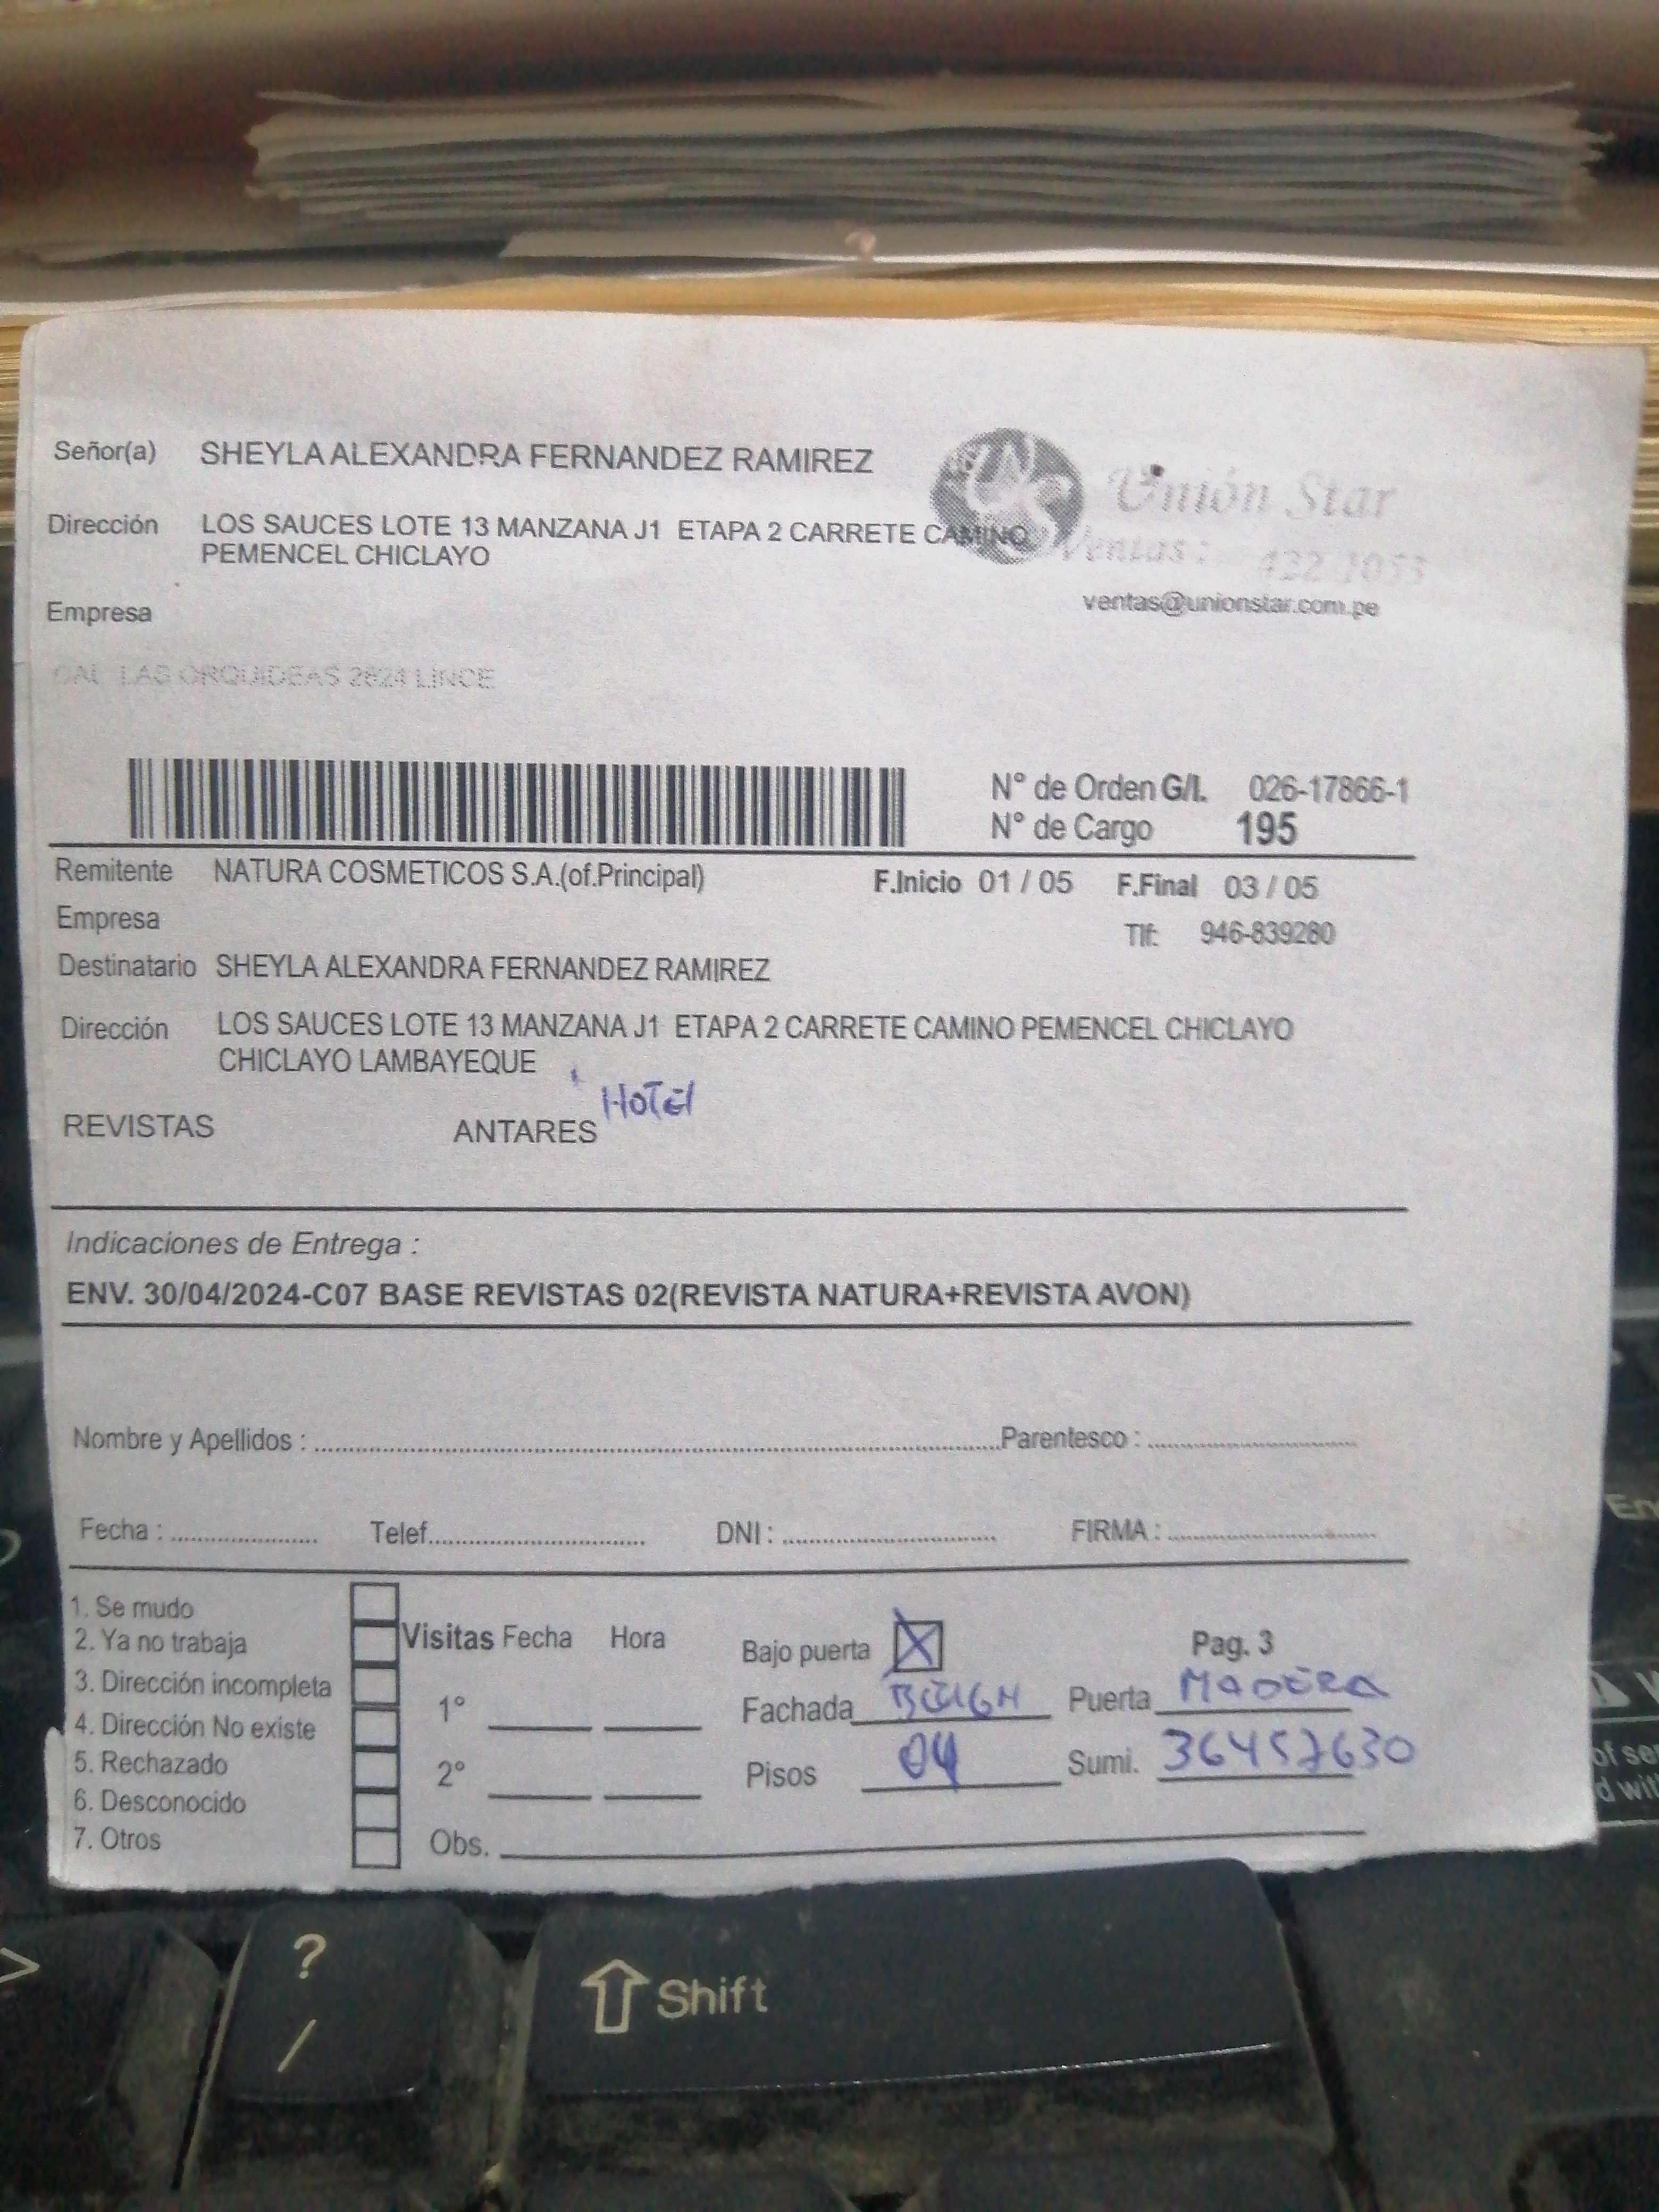 Señor(a) SHEYLA ALEXANDRA FERNANDEZ RAMIREZ
Unión Star
Dirección LOS SAUCES LOTE 13 MANZANA J1 ETAPA 2 CARRETE CAMINO
PEMENCEL CHICLAYO
Ventas: 422 1053
ventas@unionstar.com.pe
Empresa
CAL LAS ORQUIDEAS 2624 LINCE
N° de Orden G/I. 026-17866-1
N° de Cargo 195
Remitente NATURA COSMETICOS S.A.(of.Principal) F.Inicio 01 / 05 F.Final 03 / 05
Empresa
Tlf: 946-839280
Destinatario SHEYLA ALEXANDRA FERNANDEZ RAMIREZ
Dirección LOS SAUCES LOTE 13 MANZANA J1 ETAPA 2 CARRETE CAMINO PEMENCEL CHICLAYO
CHICLAYO LAMBAYEQUE
REVISTAS ANTARES Hotel
Indicaciones de Entrega :
ENV. 30/04/2024-C07 BASE REVISTAS 02(REVISTA NATURA+REVISTA AVON)
Nombre y Apellidos : Parentesco :
Fecha : Telef. DNI : FIRMA :
1. Se mudo
2. Ya no trabaja
3. Dirección incompleta
4. Dirección No existe
5. Rechazado
6. Desconocido
7. Otros
Visitas Fecha Hora
1°
2°
Obs.
Bajo puerta X Pag. 3
Fachada Puerta MADERA
Pisos 04 Sumi. 36457630
?
/
>
Shift